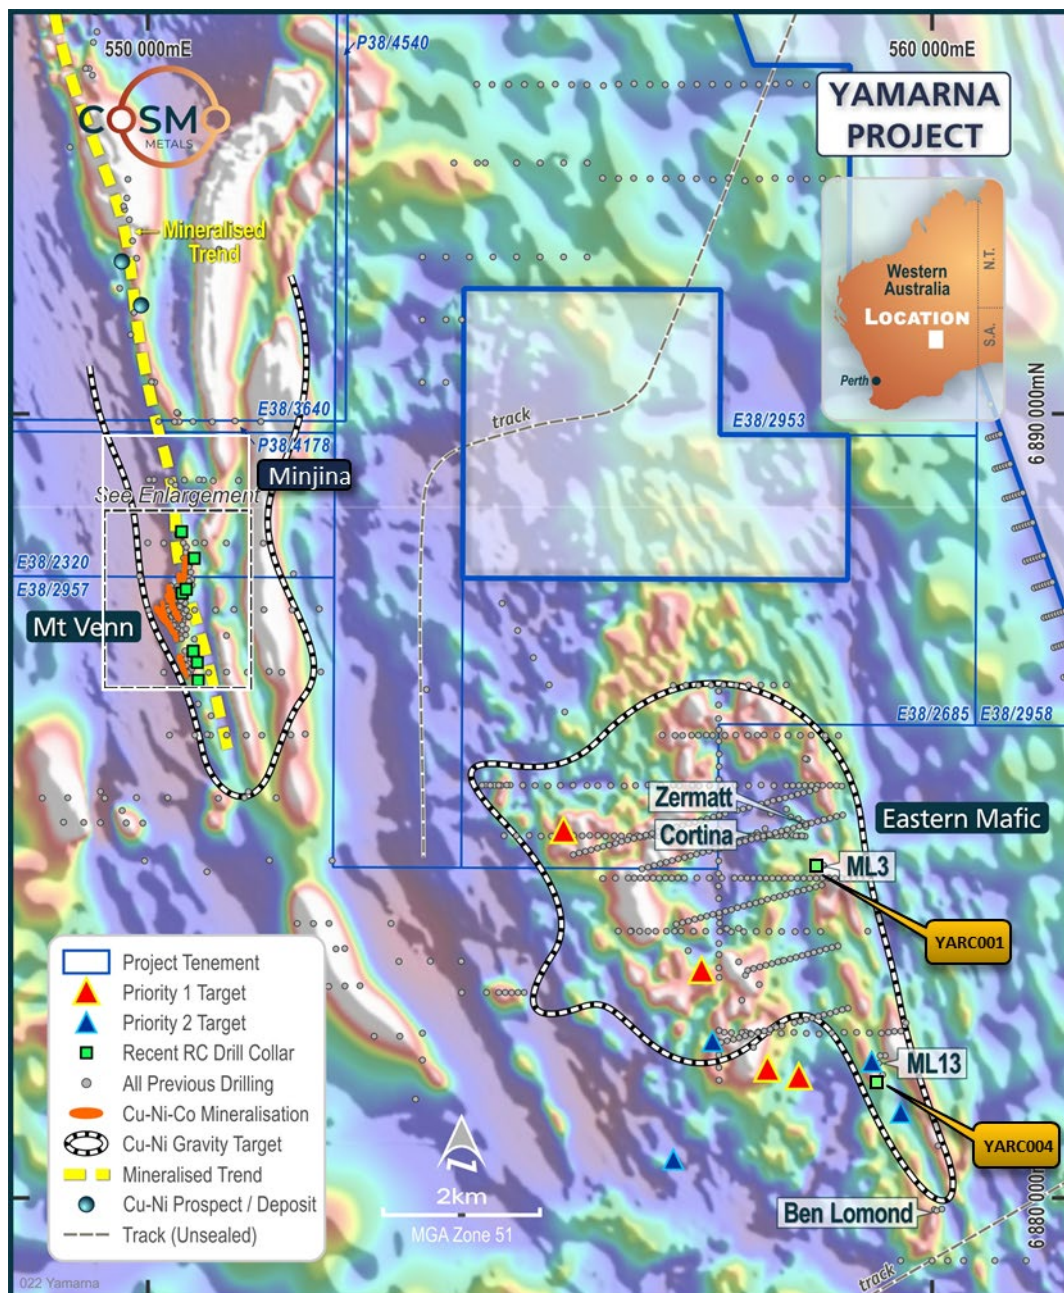 550 000mE
P38/4540
560 000mE
COSMO
METALS
YAMARNA
PROJECT
Mineralised
Trend
Western
Australia
N.T.
LOCATION
S.A.
Perth
E38/3640
track
E38/2953
6 890 000mN
P38/4178
Minjina
See Enlargement
E38/2320
E38/2957
Mt Venn
E38/2685
E38/2958
Zermatt
Cortina
Eastern Mafic
ML3
YARC001
Project Tenement
Priority 1 Target
Priority 2 Target
Recent RC Drill Collar
All Previous Drilling
Cu-Ni-Co Mineralisation
Cu-Ni Gravity Target
Mineralised Trend
Cu-Ni Prospect / Deposit
Track (Unsealed)
ML13
YARC004
N
2km
MGA Zone 51
Ben Lomond
6 880 000m
track
022 Yamarna